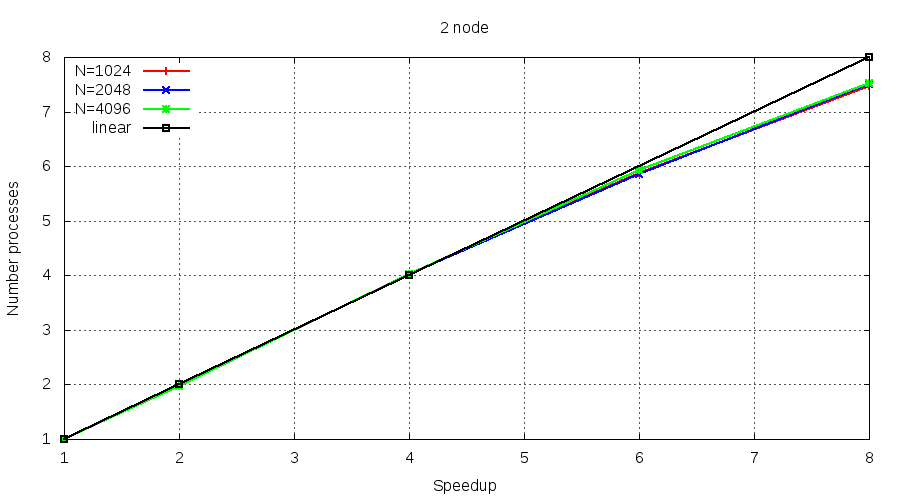 2 node
N=1024
N=2048
N=4096
linear
8
7
6
5
4
3
2
1
Number processes
1 2 3 4 5 6 7 8
Speedup